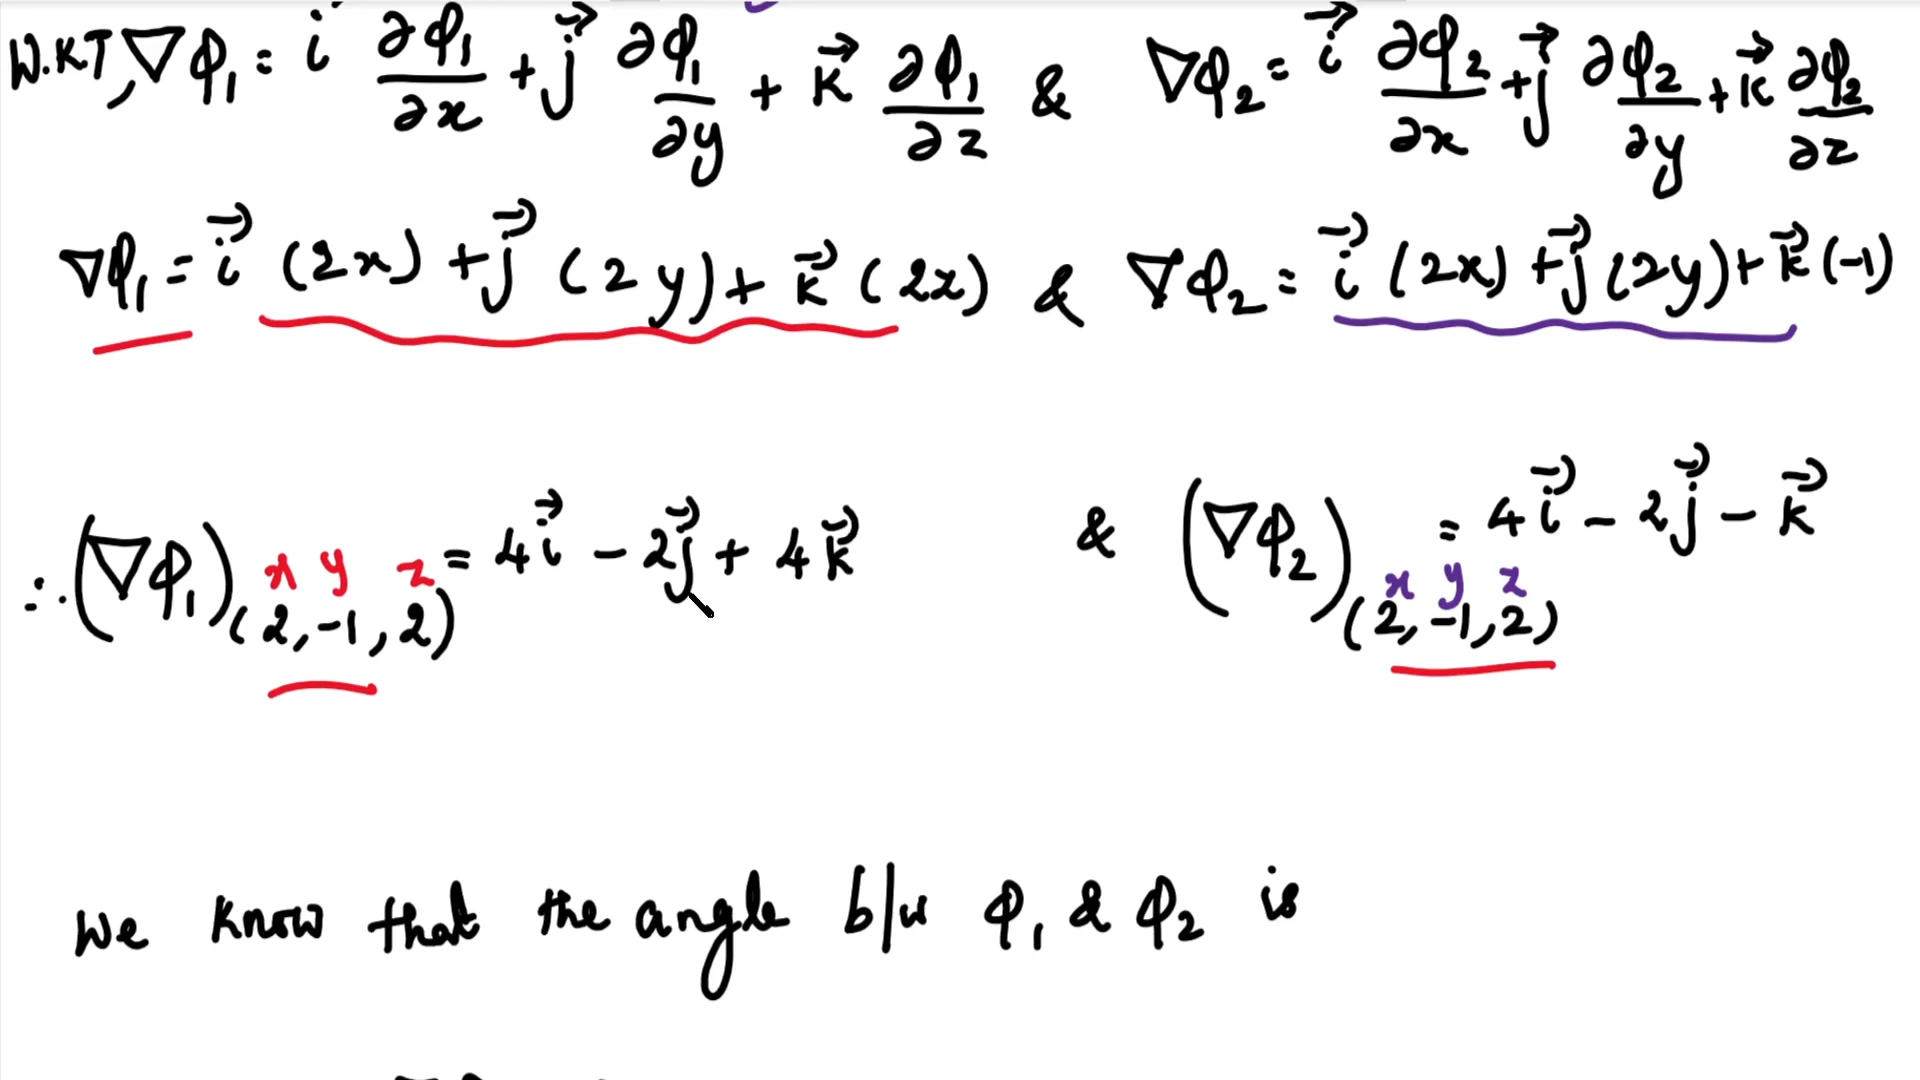 W.K.T, ∇φ₁ = i ∂φ₁/∂x + j⃗ ∂φ₁/∂y + k⃗ ∂φ₁/∂z & ∇φ₂ = i⃗ ∂φ₂/∂x + j⃗ ∂φ₂/∂y + k⃗ ∂φ₂/∂z
∇φ₁ = i⃗ (2x) + j⃗ (2y) + k⃗ (2z) & ∇φ₂ = i⃗ (2x) + j⃗ (2y) + k⃗ (-1)
x y z x y z
∴ (∇φ₁)(2,-1,2) = 4i⃗ - 2j⃗ + 4k⃗ & (∇φ₂)(2,-1,2) = 4i⃗ - 2j⃗ - k⃗
We know that the angle b/w φ₁ & φ₂ is